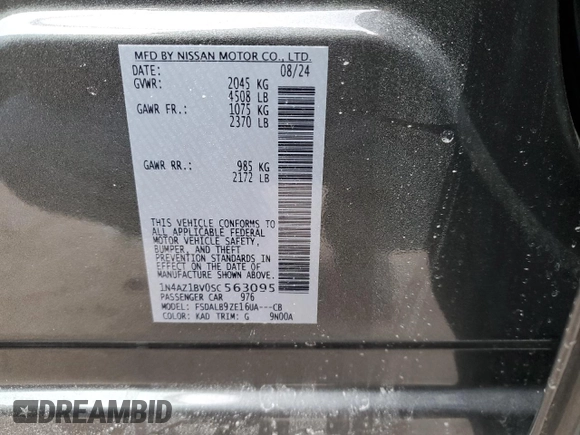 MFD BY NISSAN MOTOR CO., LTD.
DATE: 08/24
GVWR: 2045 KG
4508 LB
GAWR FR.: 1075 KG
2370 LB
GAWR RR.: 985 KG
2172 LB
THIS VEHICLE CONFORMS TO
ALL APPLICABLE FEDERAL
MOTOR VEHICLE SAFETY,
BUMPER, AND THEFT
PREVENTION STANDARDS IN
EFFECT ON THE DATE OF
MANUFACTURE SHOWN ABOVE.
1N4AZ1BV0SC563095
PASSENGER CAR 976
MODEL: FSDALB9ZE16UA---CB
COLOR: KAD TRIM: G 9N00A
DREAMBID